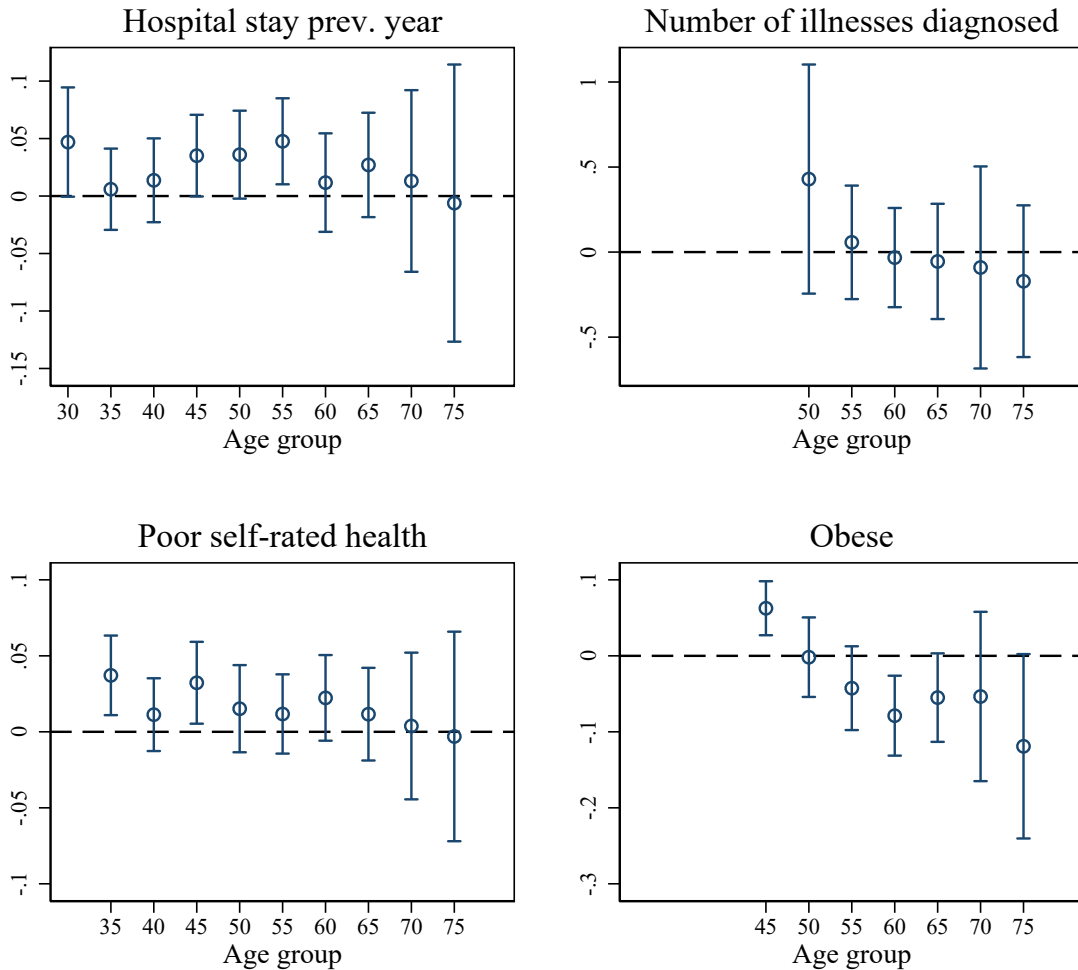 Hospital stay prev. year
.1
.05
0
-.05
-.1
-.15
30 35 40 45 50 55 60 65 70 75
Age group
Number of illnesses diagnosed
1
.5
0
-.5
50 55 60 65 70 75
Age group
Poor self-rated health
.1
.05
0
-.05
-.1
35 40 45 50 55 60 65 70 75
Age group
Obese
.1
0
-.1
-.2
-.3
45 50 55 60 65 70 75
Age group